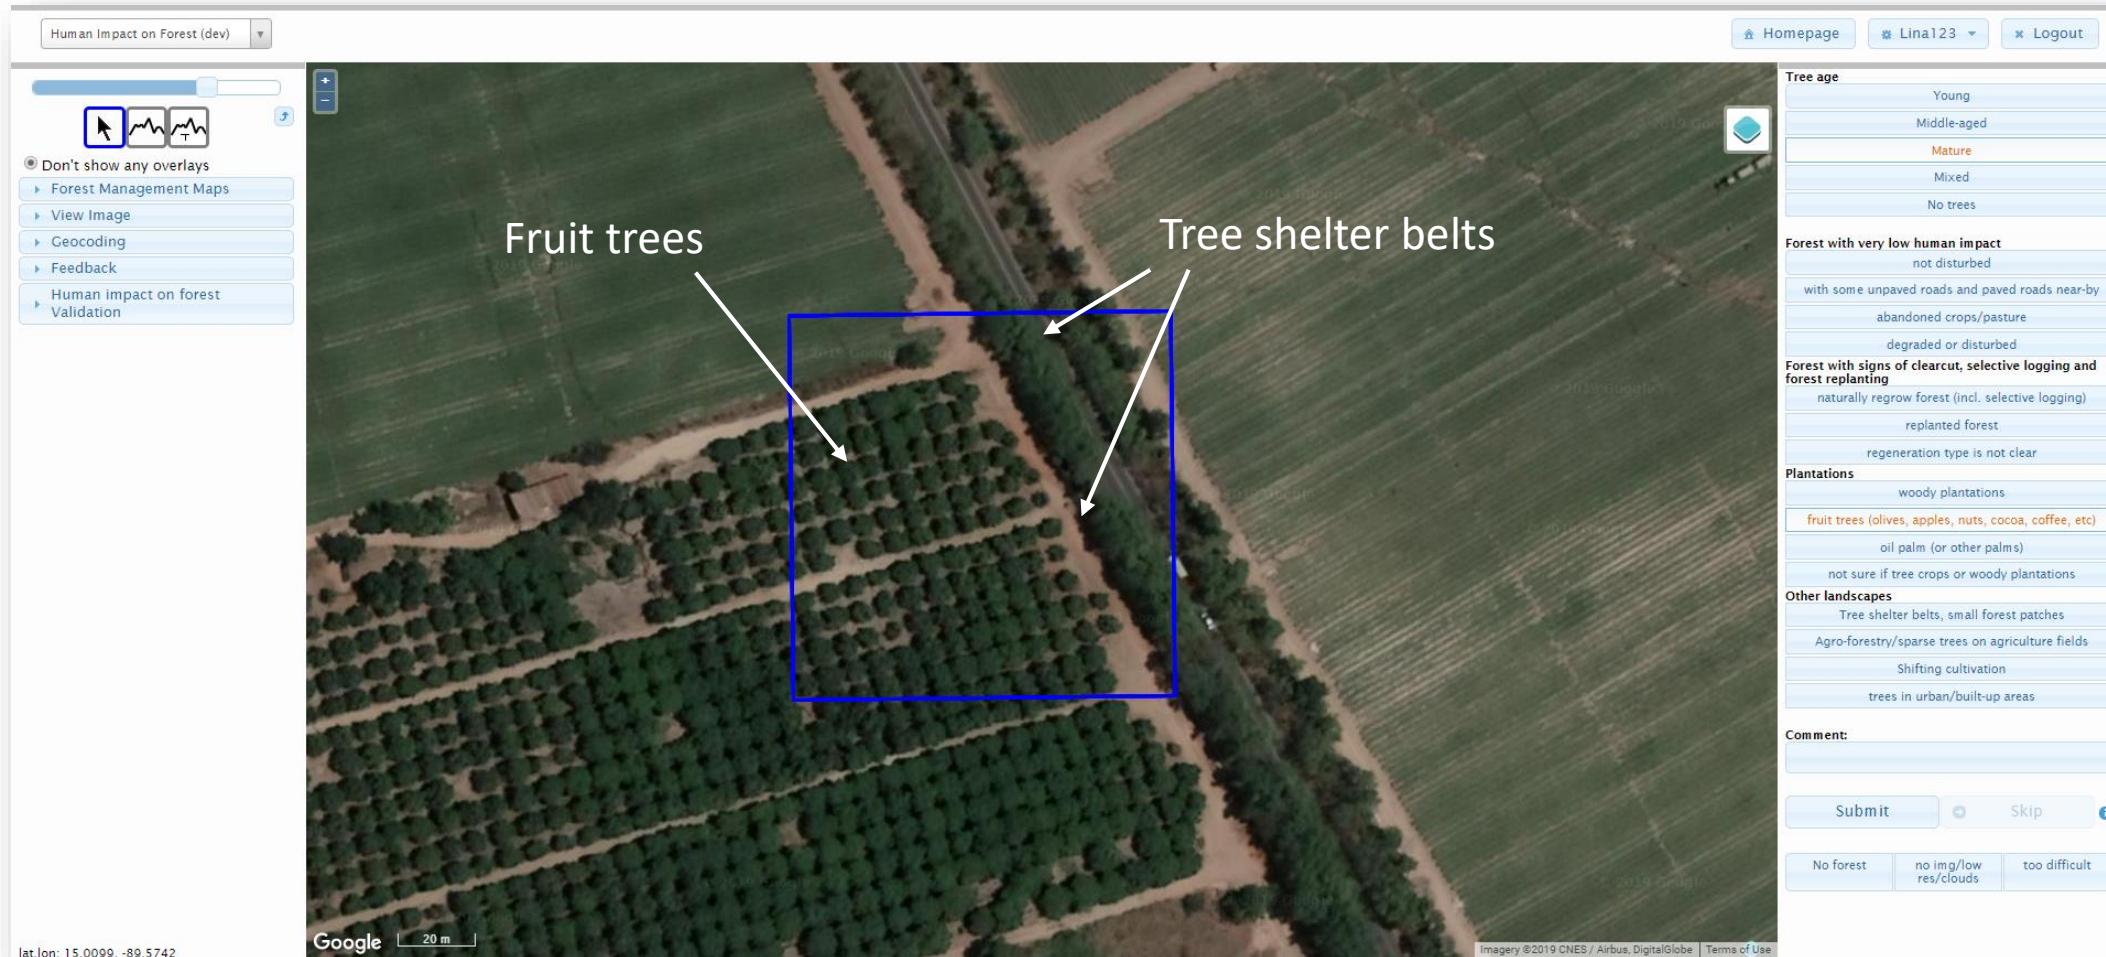 Human Impact on Forest (dev)
Homepage
Lina123
Logout
Don't show any overlays
Forest Management Maps
View Image
Geocoding
Feedback
Human impact on forest
Validation
lat,lon: 15.0099, -89.5742
+
−
Fruit trees
Tree shelter belts
Google
20 m
Imagery ©2019 CNES / Airbus, DigitalGlobe
Terms of Use
Tree age
Young
Middle-aged
Mature
Mixed
No trees
Forest with very low human impact
not disturbed
with some unpaved roads and paved roads near-by
abandoned crops/pasture
degraded or disturbed
Forest with signs of clearcut, selective logging and
forest replanting
naturally regrow forest (incl. selective logging)
replanted forest
regeneration type is not clear
Plantations
woody plantations
fruit trees (olives, apples, nuts, cocoa, coffee, etc)
oil palm (or other palms)
not sure if tree crops or woody plantations
Other landscapes
Tree shelter belts, small forest patches
Agro-forestry/sparse trees on agriculture fields
Shifting cultivation
trees in urban/built-up areas
Comment:
Submit
Skip
No forest
no img/low
res/clouds
too difficult